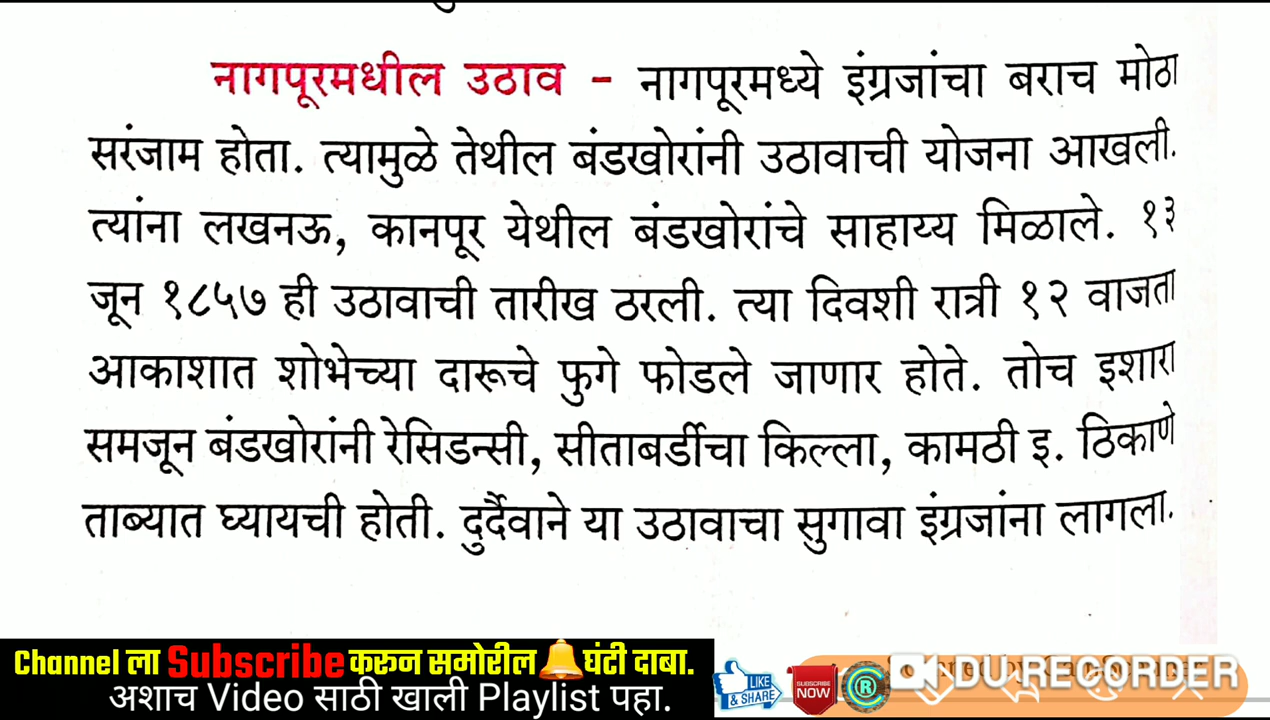 नागपूरमधील उठाव - नागपूरमध्ये इंग्रजांचा बराच मोठा
सरंजाम होता. त्यामुळे तेथील बंडखोरांनी उठावाची योजना आखली.
त्यांना लखनऊ, कानपूर येथील बंडखोरांचे साहाय्य मिळाले. १३
जून १८५७ ही उठावाची तारीख ठरली. त्या दिवशी रात्री १२ वाजता
आकाशात शोभेच्या दारूचे फुगे फोडले जाणार होते. तोच इशारा
समजून बंडखोरांनी रेसिडन्सी, सीताबर्डीचा किल्ला, कामठी इ. ठिकाणे
ताब्यात घ्यायची होती. दुर्दैवाने या उठावाचा सुगावा इंग्रजांना लागला.
Channel ला Subscribe करून समोरील घंटी दाबा.
अशाच Video साठी खाली Playlist पहा.
LIKE & SHARE
SUBSCRIBE NOW
R
DU RECORDER